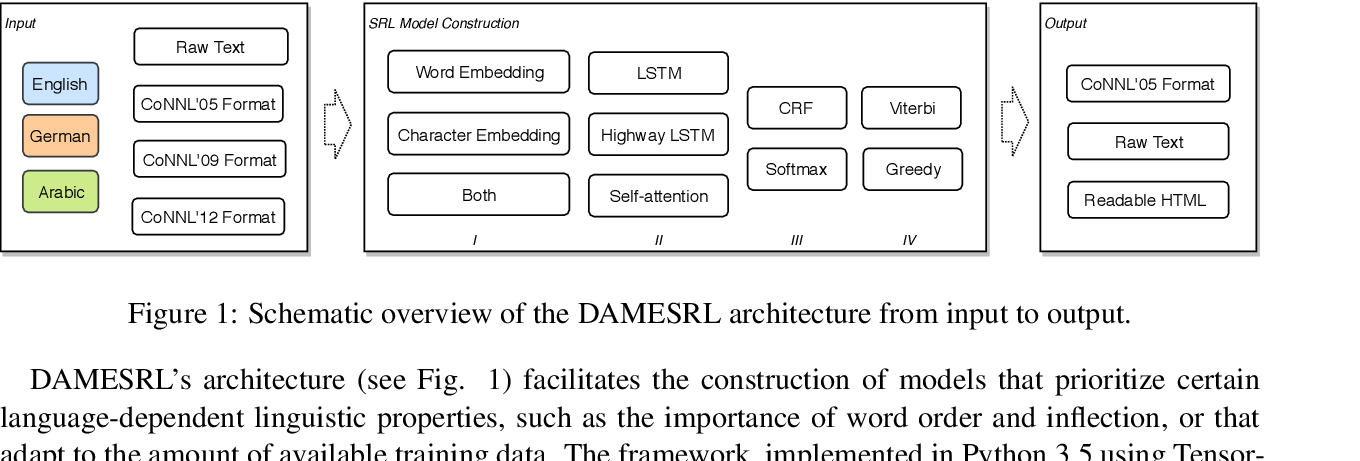 Input
English
German
Arabic
Raw Text
CoNNL'05 Format
CoNNL'09 Format
CoNNL'12 Format
SRL Model Construction
Word Embedding
Character Embedding
Both
I
LSTM
Highway LSTM
Self-attention
II
CRF
Softmax
III
Viterbi
Greedy
IV
Output
CoNNL'05 Format
Raw Text
Readable HTML
Figure 1: Schematic overview of the DAMESRL architecture from input to output.
DAMESRL's architecture (see Fig. 1) facilitates the construction of models that prioritize certain
language-dependent linguistic properties, such as the importance of word order and inflection, or that
adapt to the amount of available training data. The framework, implemented in Python 3.5 using Tensor-